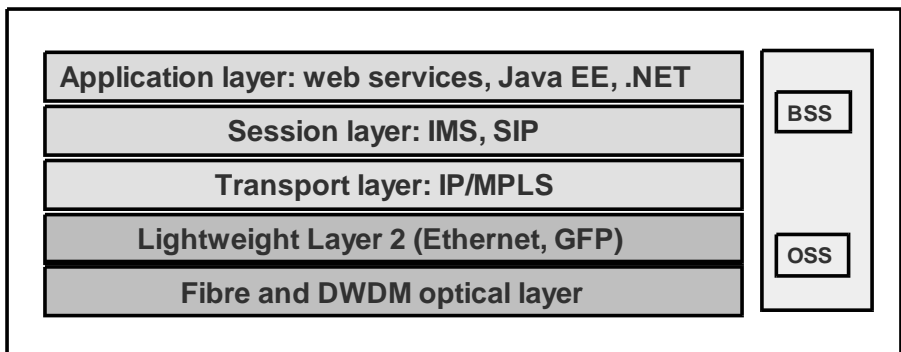 Application layer: web services, Java EE, .NET
Session layer: IMS, SIP
Transport layer: IP/MPLS
Lightweight Layer 2 (Ethernet, GFP)
Fibre and DWDM optical layer
BSS
OSS